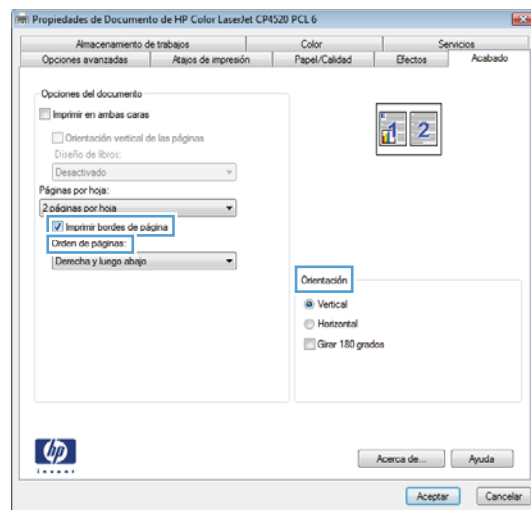 Propiedades de Documento de HP Color LaserJet CP4520 PCL 6
Almacenamiento de trabajos Color Servicios
Opciones avanzadas Atajos de impresión Papel/Calidad Efectos Acabado
Opciones del documento
Imprimir en ambas caras
Orientación vertical de las páginas
Diseño de libros:
Desactivado
Páginas por hoja:
2 páginas por hoja
Imprimir bordes de página
Orden de páginas:
Derecha y luego abajo
1 2
Orientación
Vertical
Horizontal
Girar 180 grados
hp
invent
Acerca de... Ayuda
Aceptar Cancelar